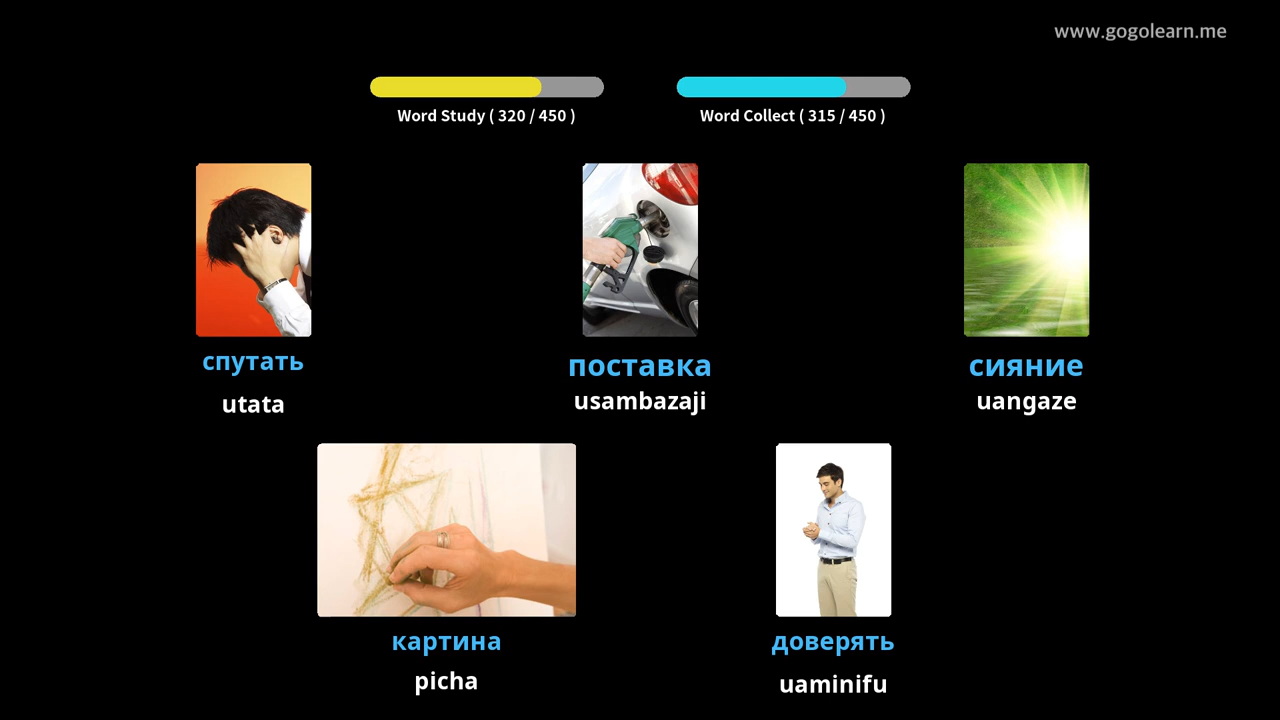 www.gogolearn.me
Word Study ( 320 / 450 )
Word Collect ( 315 / 450 )
спутать
utata
поставка
usambazaji
сияние
uangaze
картина
picha
доверять
uaminifu